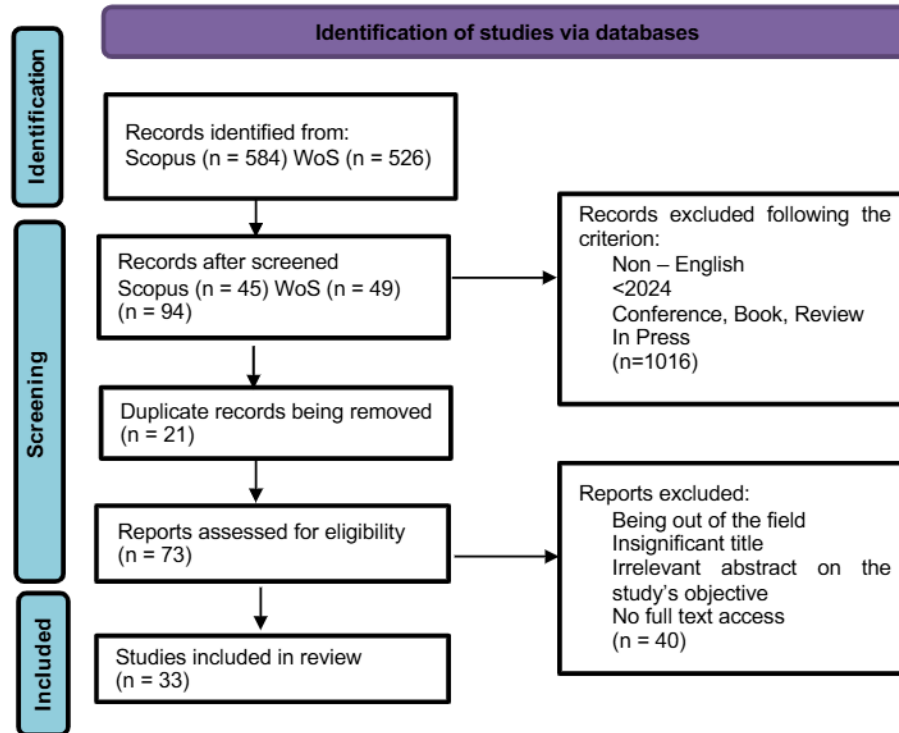 Identification of studies via databases
Identification
Records identified from:
Scopus (n = 584) WoS (n = 526)
Screening
Records after screened
Scopus (n = 45) WoS (n = 49)
(n = 94)
Records excluded following the
criterion:
Non – English
<2024
Conference, Book, Review
In Press
(n=1016)
Duplicate records being removed
(n = 21)
Reports assessed for eligibility
(n = 73)
Reports excluded:
Being out of the field
Insignificant title
Irrelevant abstract on the
study's objective
No full text access
(n = 40)
Included
Studies included in review
(n = 33)